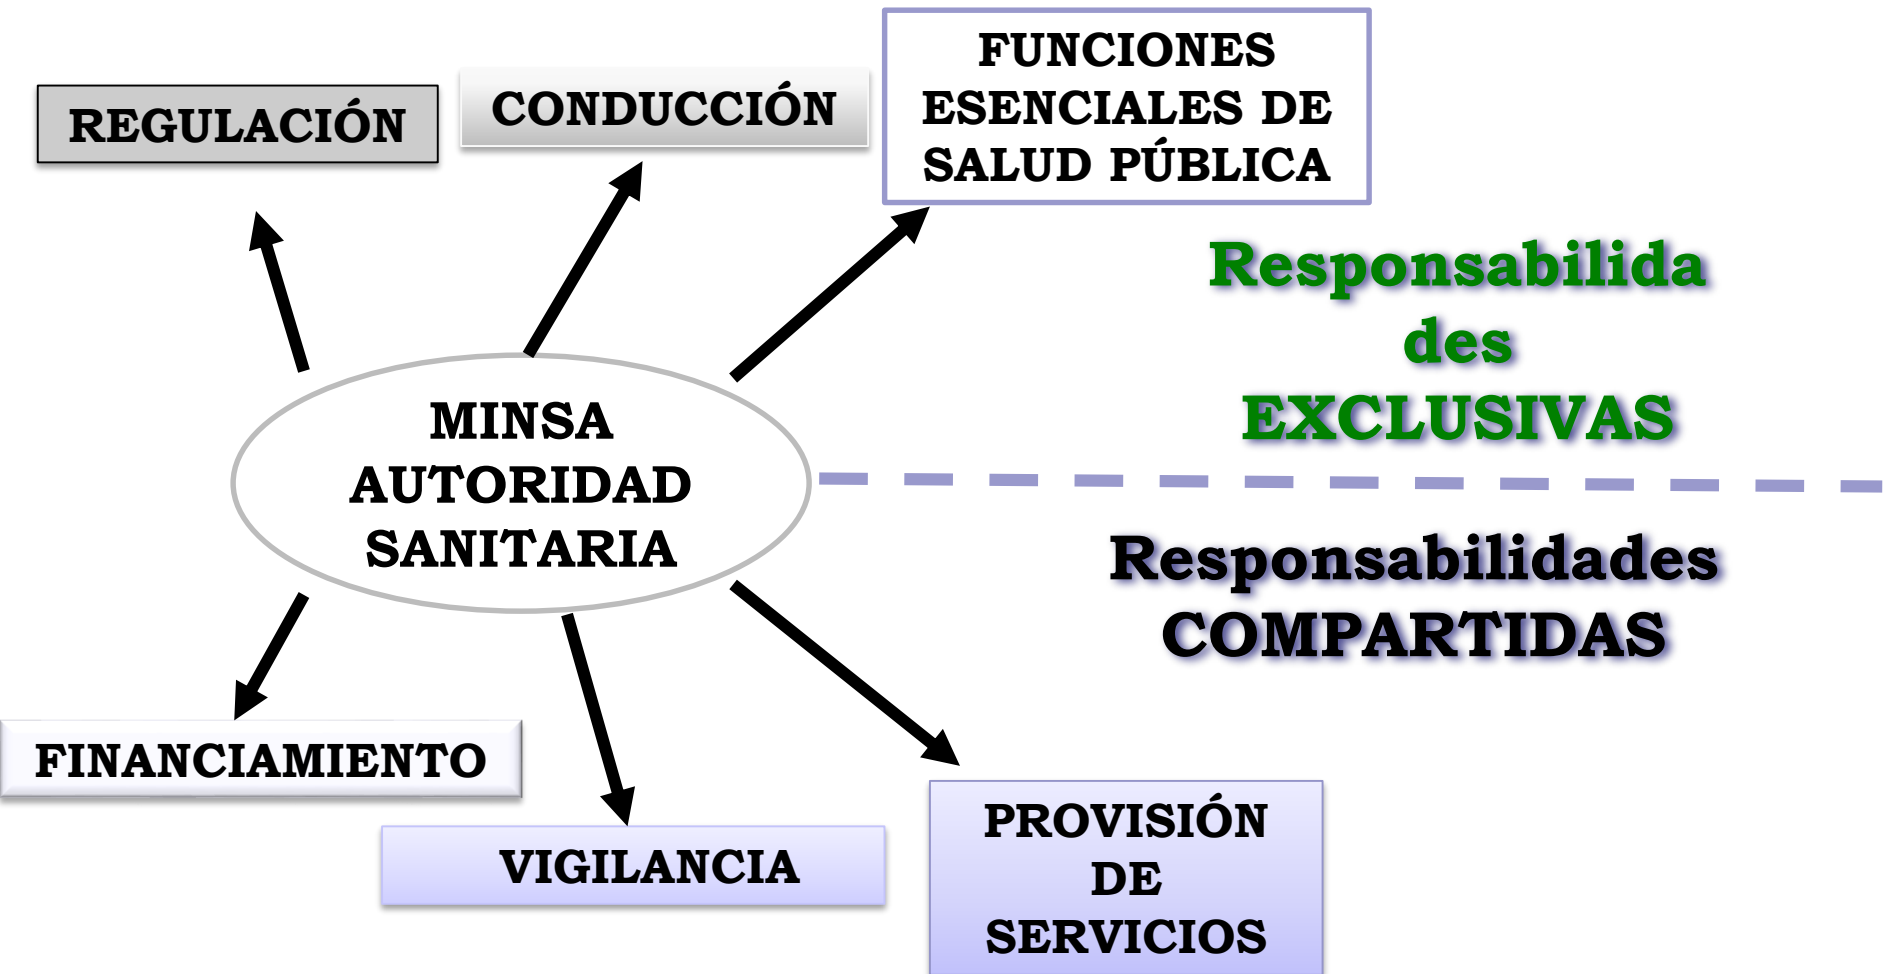 REGULACIÓN
CONDUCCIÓN
FUNCIONES
ESENCIALES DE
SALUD PÚBLICA
Responsabilida
des
EXCLUSIVAS
MINSA
AUTORIDAD
SANITARIA
Responsabilidades
COMPARTIDAS
FINANCIAMIENTO
VIGILANCIA
PROVISIÓN
DE
SERVICIOS